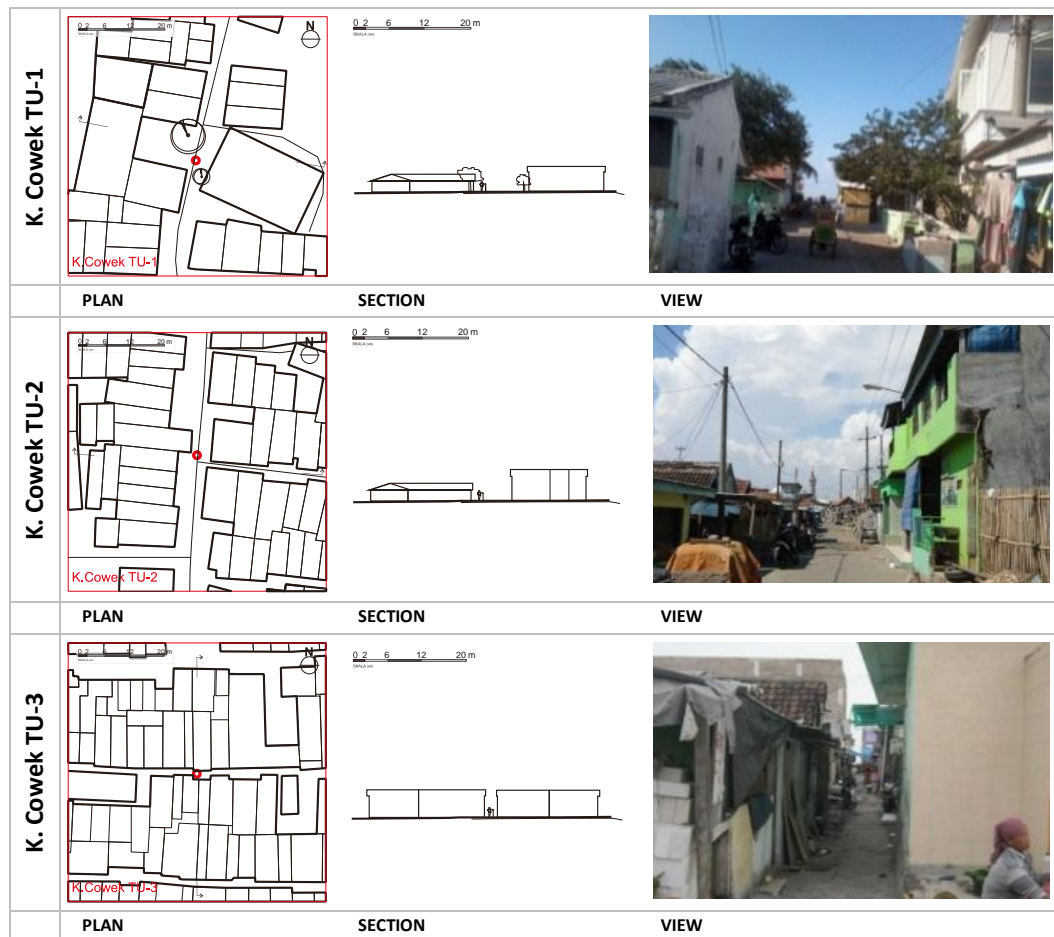 K. Cowek TU-1
0 2 6 12 20 m
N
K.Cowek TU-1
0 2 6 12 20 m
PLAN SECTION VIEW
K. Cowek TU-2
0 2 6 12 20 m
N
K.Cowek TU-2
0 2 6 12 20 m
PLAN SECTION VIEW
K. Cowek TU-3
0 2 6 12 20 m
N
K.Cowek TU-3
0 2 6 12 20 m
PLAN SECTION VIEW